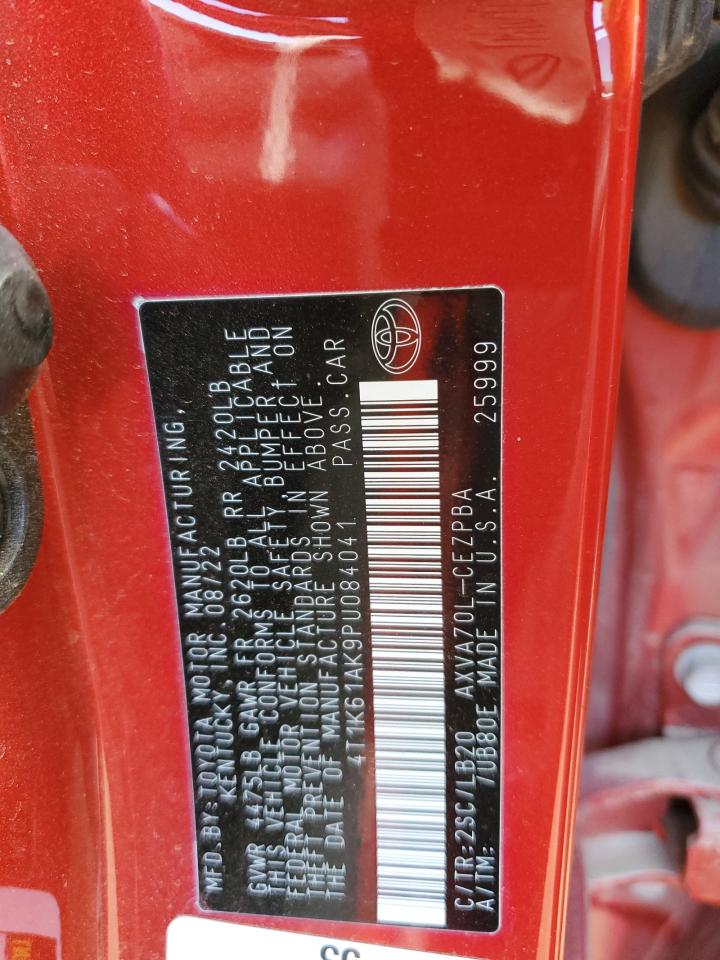 MFD.BY: TOYOTA MOTOR MANUFACTURING,
KENTUCKY, INC. 08/22
GVWR 4475LB GAWR FR 2620LB RR 2420LB
THIS VEHICLE CONFORMS TO ALL APPLICABLE
FEDERAL MOTOR VEHICLE SAFETY, BUMPER AND
THEFT PREVENTION STANDARDS IN EFFECT ON
THE DATE OF MANUFACTURE SHOWN ABOVE.
4T1K61AK9PU084041 PASS.CAR
C/TR:2SC/LB20 AXVA70L-CEZPBA
A/TM: /UB80E MADE IN U.S.A. 25999